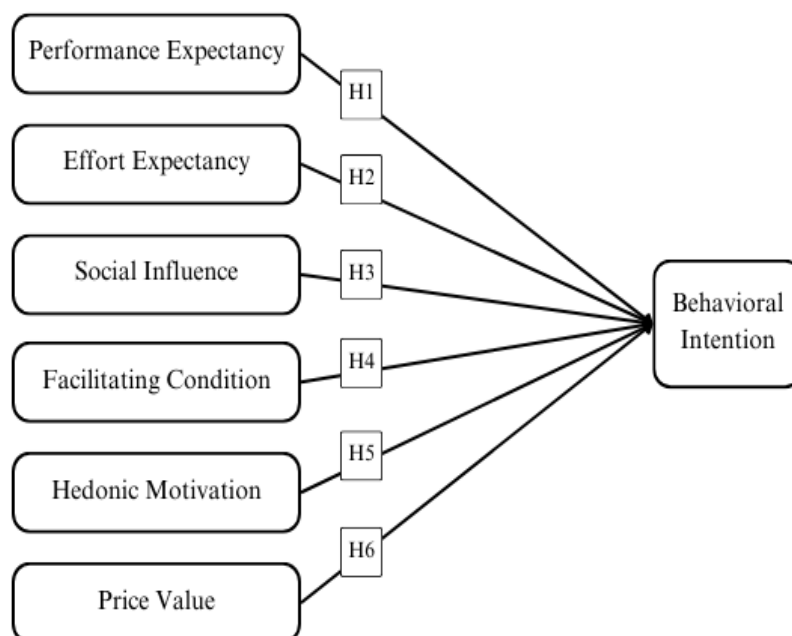 Performance Expectancy
H1
Effort Expectancy
H2
Social Influence
H3
Facilitating Condition
H4
Hedonic Motivation
H5
Price Value
H6
Behavioral
Intention